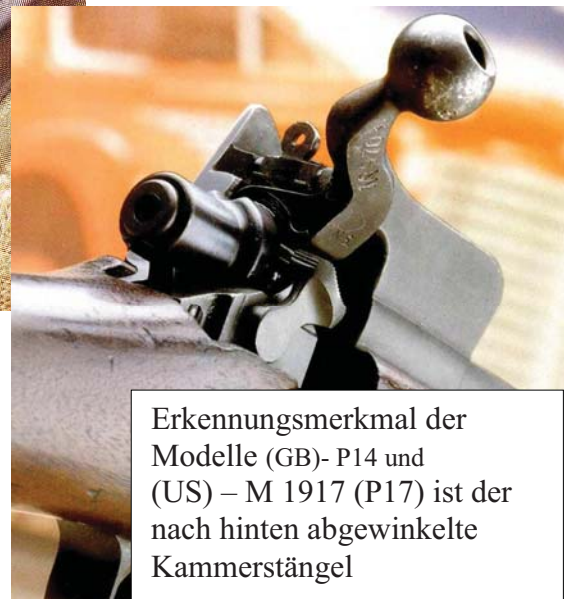 Erkennungsmerkmal der
Modelle (GB)- P14 und
(US) – M 1917 (P17) ist der
nach hinten abgewinkelte
Kammerstängel